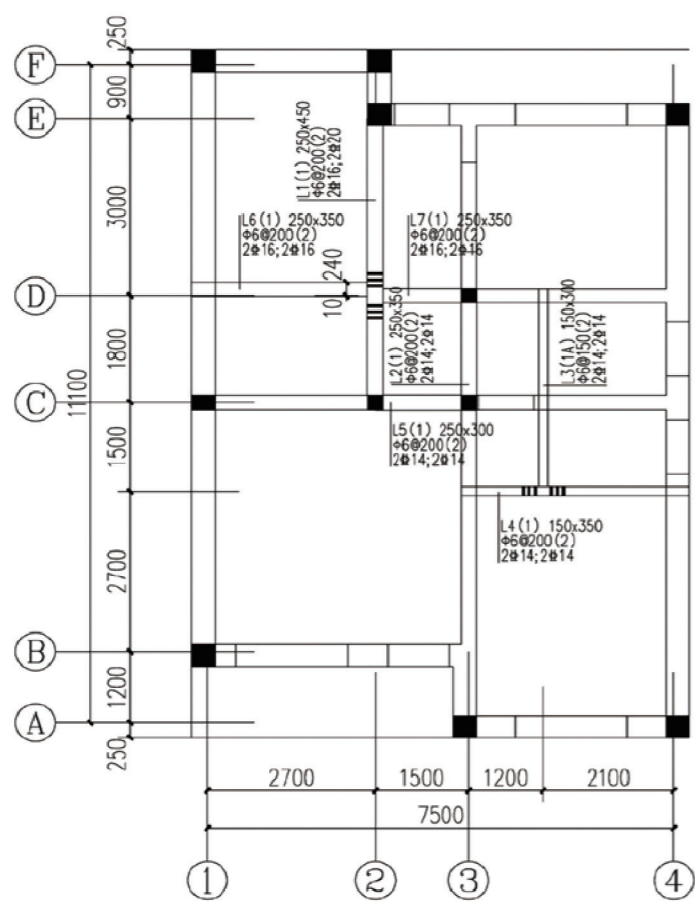 250
F
900
E
L1(1) 250x450
Φ6@200(2)
2Φ16;2Φ20
3000
L6(1) 250x350
Φ6@200(2)
2Φ16;2Φ16
L7(1) 250x350
Φ6@200(2)
2Φ16;2Φ16
240
D
10
L2(1) 250x350
Φ6@200(2)
2Φ14;2Φ14
L3(1A) 150x300
Φ6@150(2)
2Φ14;2Φ14
1800
11100
C
L5(1) 250x300
Φ6@200(2)
2Φ14;2Φ14
1500
L4(1) 150x350
Φ6@200(2)
2Φ14;2Φ14
2700
B
1200
A
250
2700 1500 1200 2100
7500
1 2 3 4